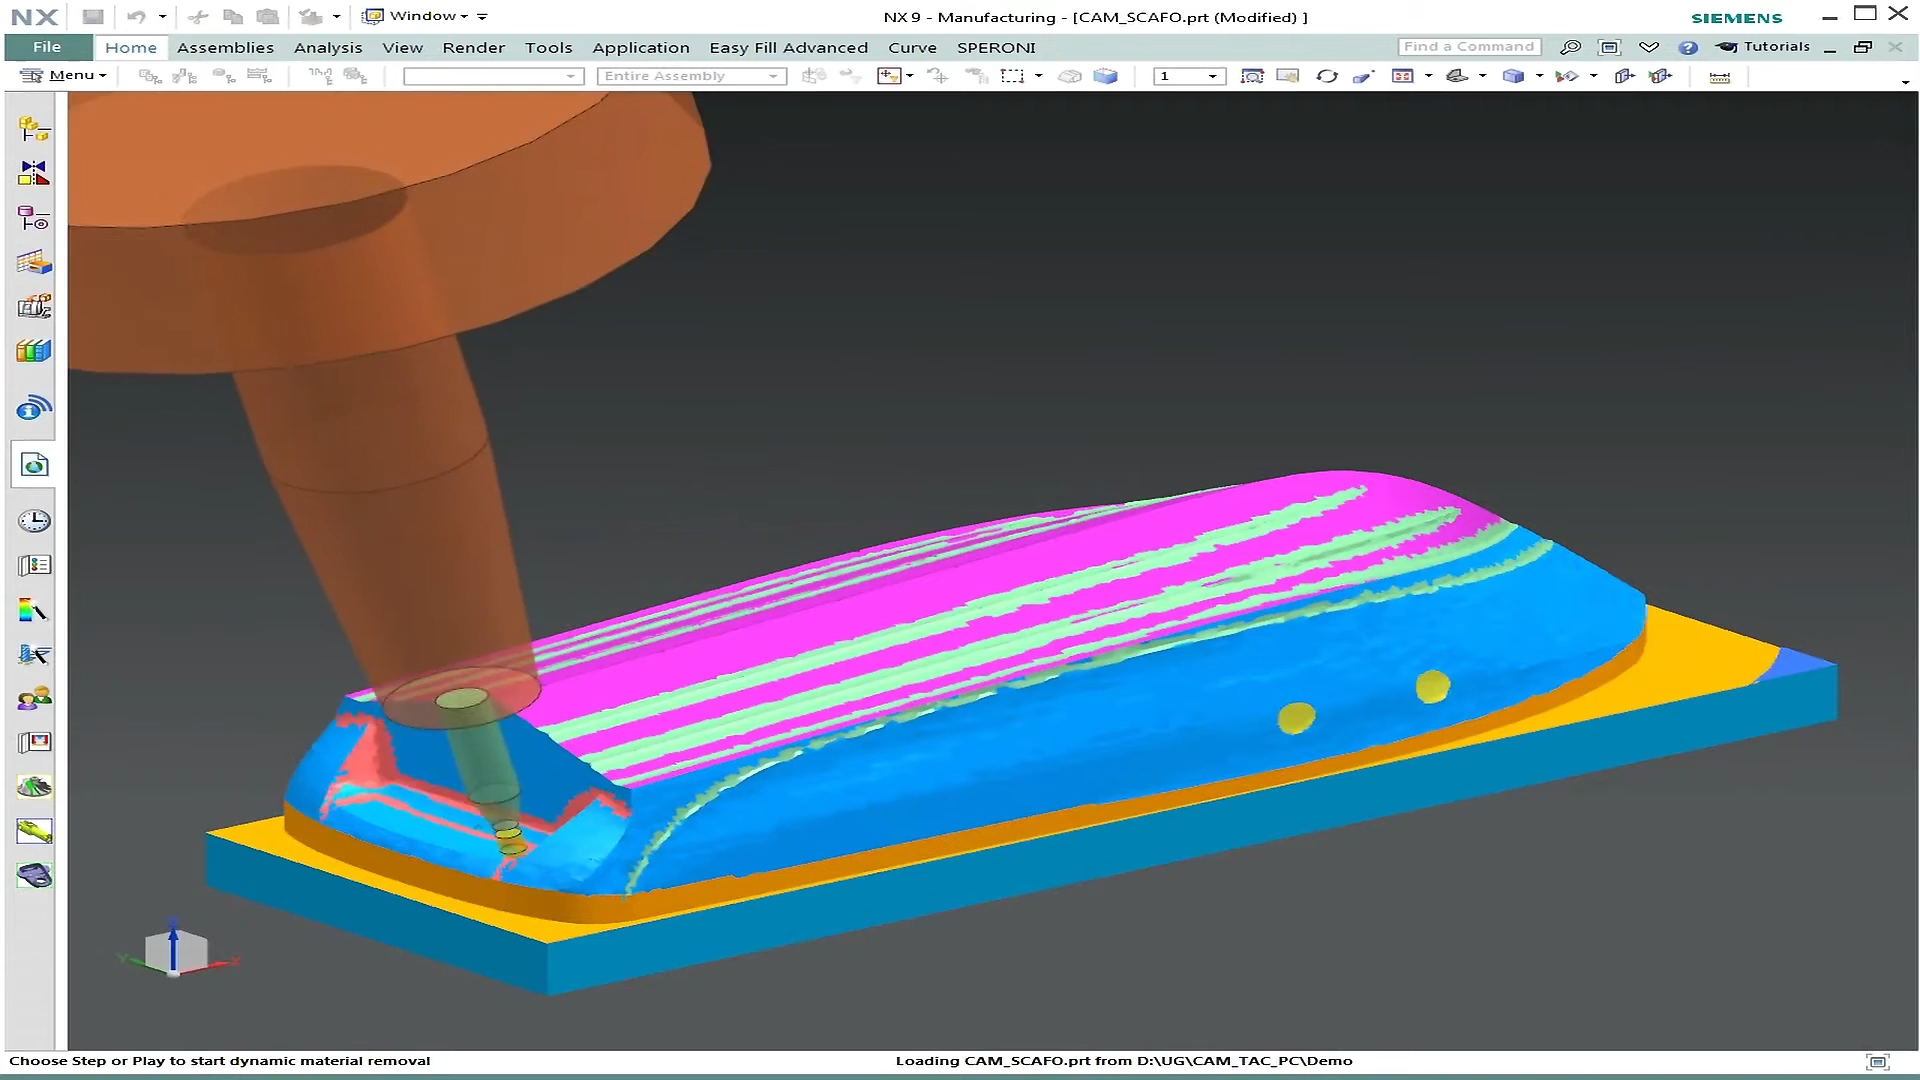 NX
Window
NX 9 - Manufacturing - [CAM_SCAFO.prt (Modified) ]
SIEMENS
File
Home
Assemblies
Analysis
View
Render
Tools
Application
Easy Fill Advanced
Curve
SPERONI
Find a Command
Tutorials
Menu
Entire Assembly
1
Y
X
Choose Step or Play to start dynamic material removal
Loading CAM_SCAFO.prt from D:\UG\CAM_TAC_PC\Demo